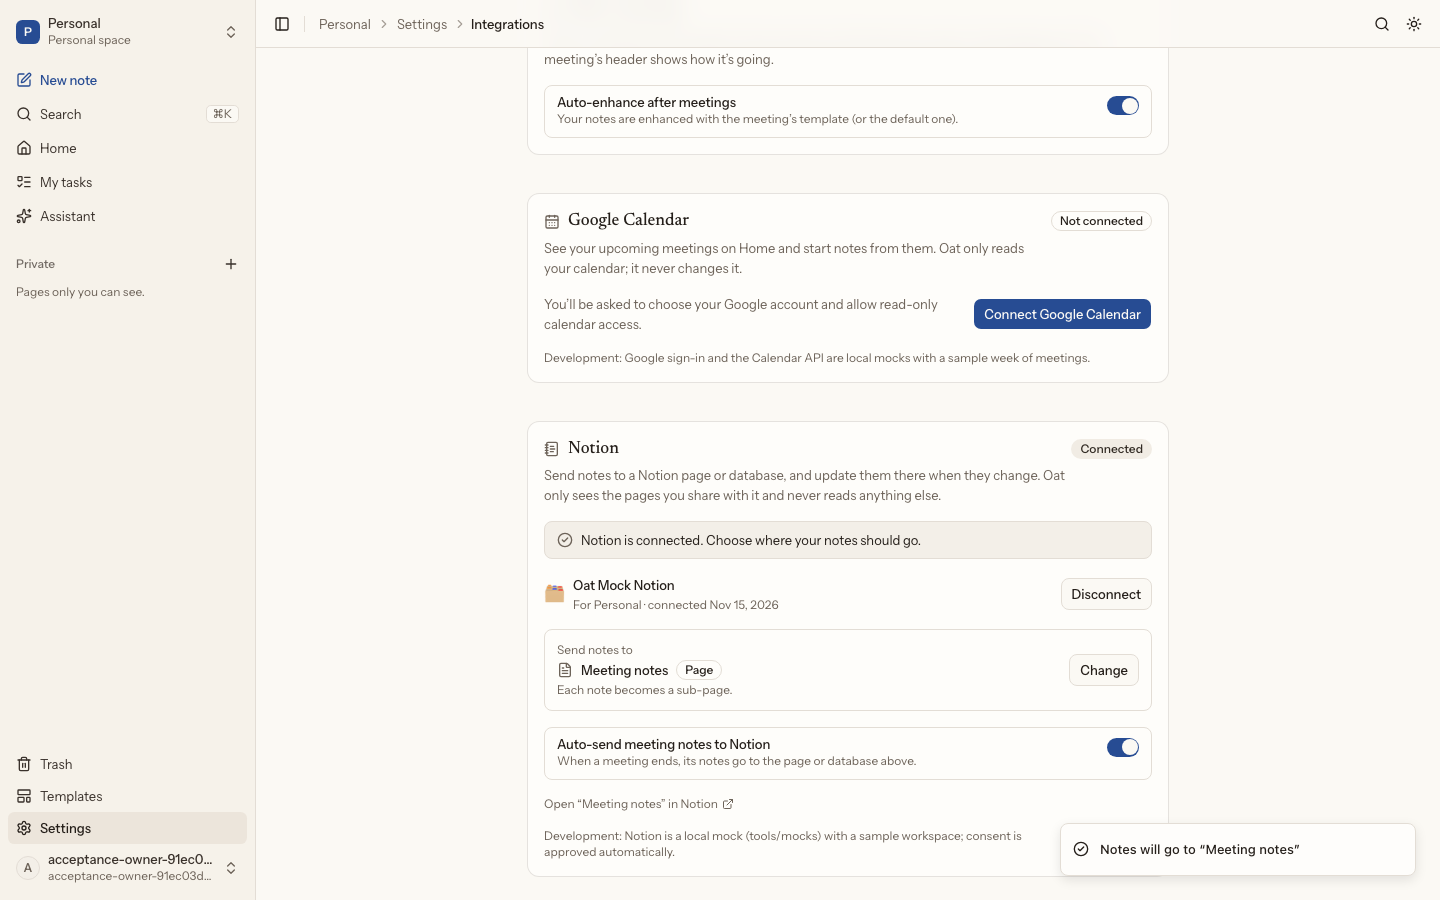 P
Personal
Personal space
New note
Search
⌘K
Home
My tasks
Assistant
Private
Pages only you can see.
Trash
Templates
Settings
A
acceptance-owner-91ec0...
acceptance-owner-91ec03d...
Personal
Settings
Integrations
meeting’s header shows how it’s going.
Auto-enhance after meetings
Your notes are enhanced with the meeting’s template (or the default one).
Google Calendar
Not connected
See your upcoming meetings on Home and start notes from them. Oat only reads
your calendar; it never changes it.
You’ll be asked to choose your Google account and allow read-only
calendar access.
Connect Google Calendar
Development: Google sign-in and the Calendar API are local mocks with a sample week of meetings.
Notion
Connected
Send notes to a Notion page or database, and update them there when they change. Oat
only sees the pages you share with it and never reads anything else.
Notion is connected. Choose where your notes should go.
Oat Mock Notion
For Personal · connected Nov 15, 2026
Disconnect
Send notes to
Meeting notes
Page
Each note becomes a sub-page.
Change
Auto-send meeting notes to Notion
When a meeting ends, its notes go to the page or database above.
Open “Meeting notes” in Notion
Development: Notion is a local mock (tools/mocks) with a sample workspace; consent is
approved automatically.
Notes will go to “Meeting notes”